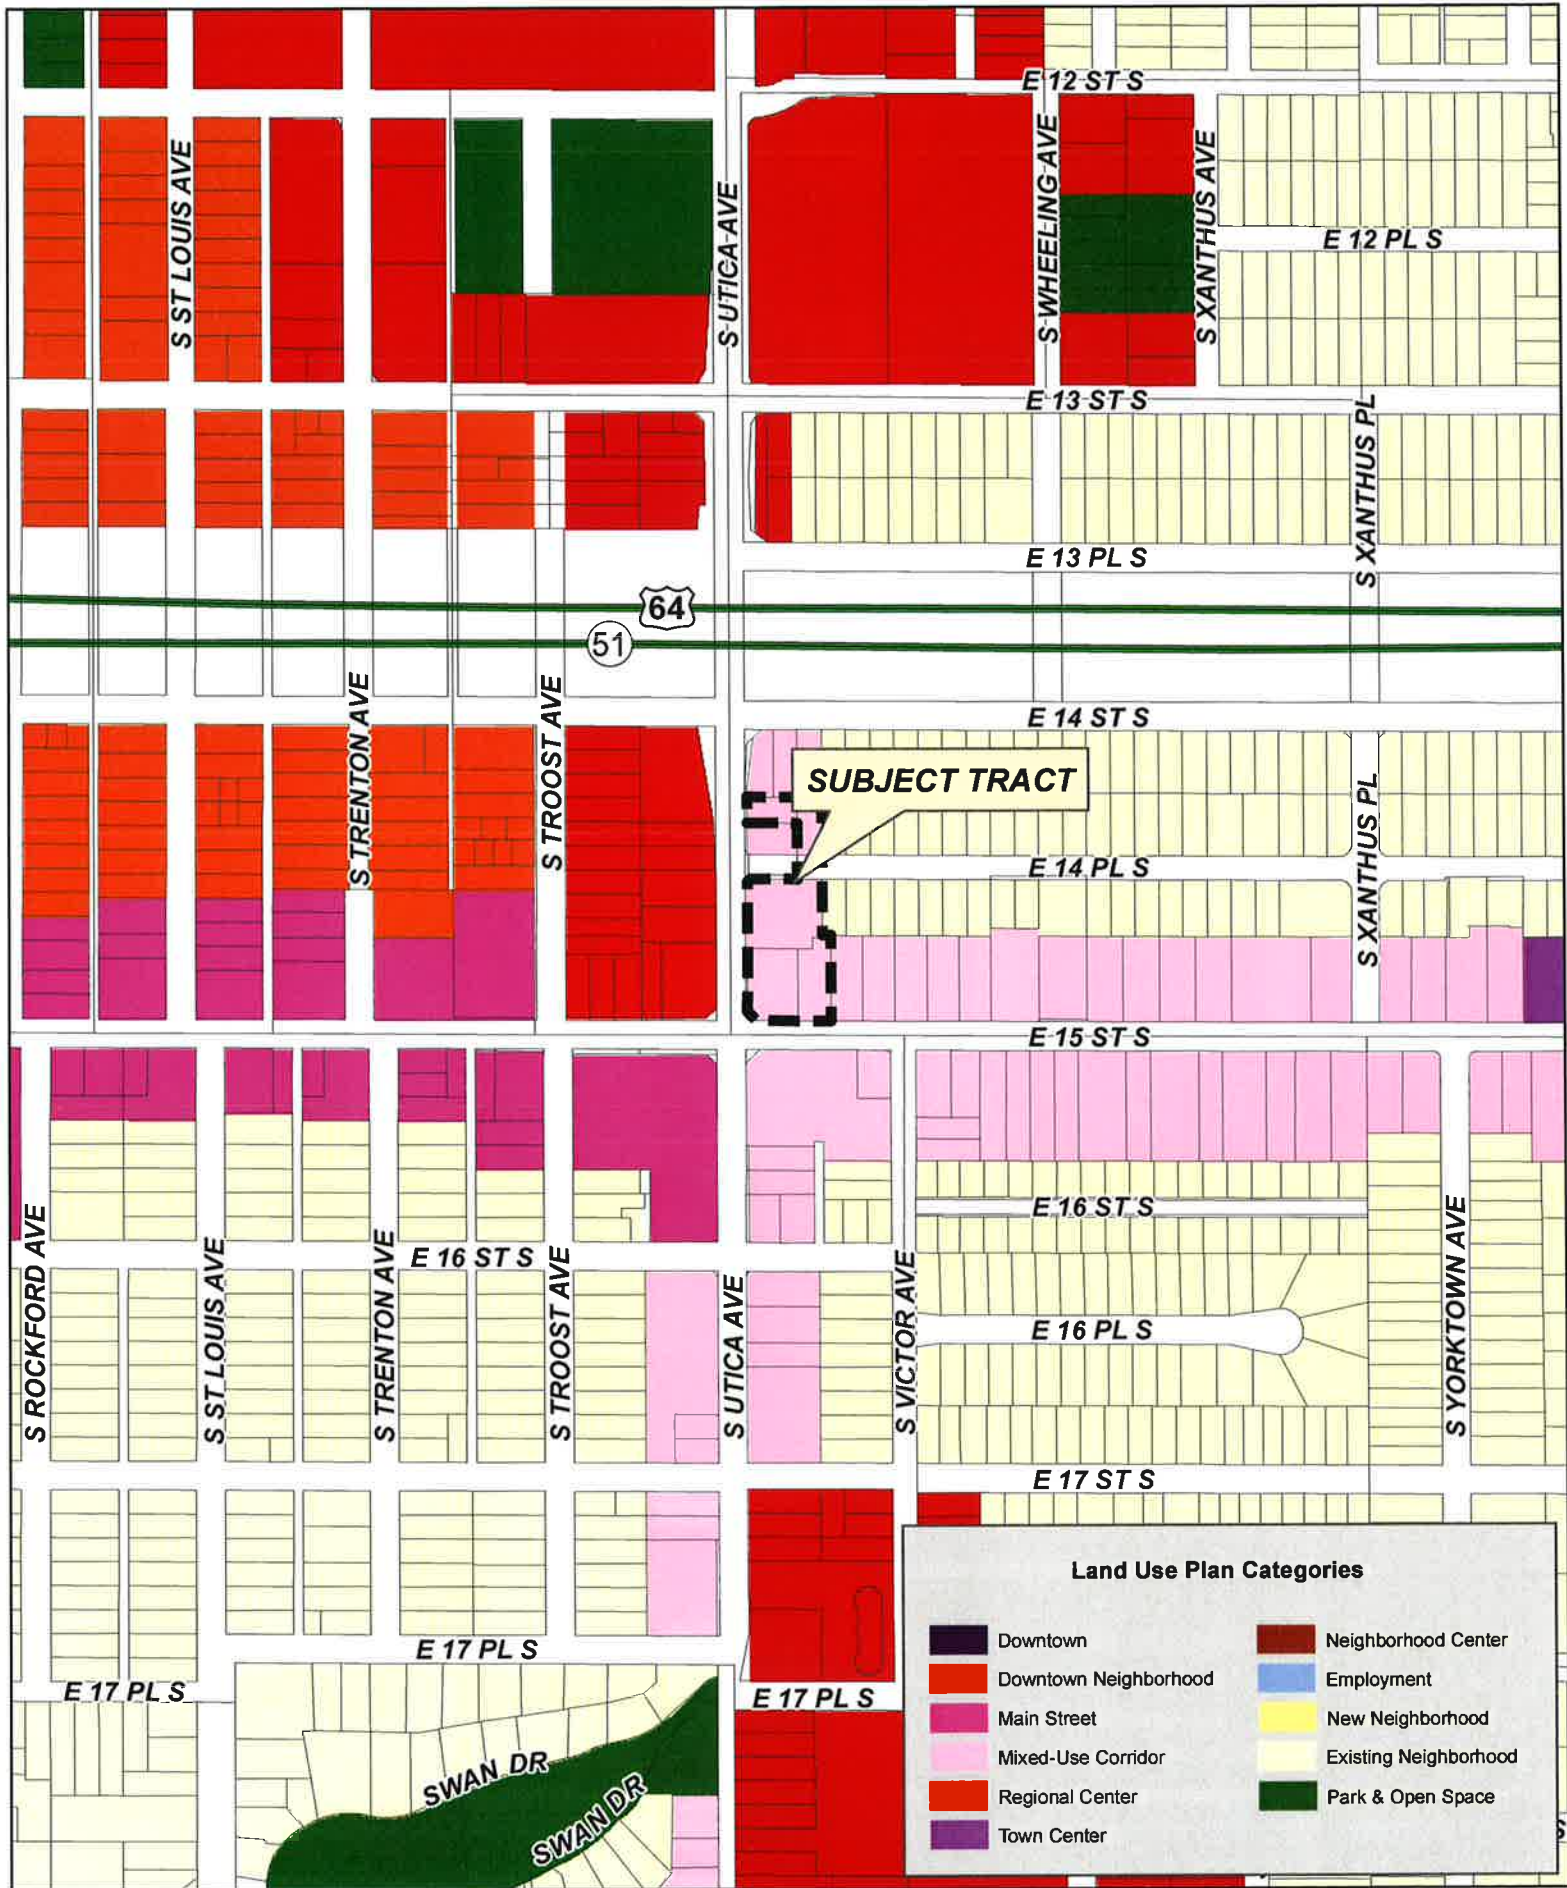 E 12 ST S
S ST LOUIS AVE
S UTICA AVE
S WHEELING AVE
S XANTHUS AVE
E 12 PL S
E 13 ST S
S XANTHUS PL
E 13 PL S
64
51
S TRENTON AVE
S TROOST AVE
E 14 ST S
SUBJECT TRACT
E 14 PL S
S XANTHUS PL
E 15 ST S
S ROCKFORD AVE
S ST LOUIS AVE
S TRENTON AVE
E 16 ST S
S TROOST AVE
S UTICA AVE
S VICTOR AVE
E 16 ST S
E 16 PL S
S YORKTOWN AVE
E 17 ST S
E 17 PL S
E 17 PL S
E 17 PL S
SWAN DR
SWAN DR
Land Use Plan Categories
Downtown
Downtown Neighborhood
Main Street
Mixed-Use Corridor
Regional Center
Town Center
Neighborhood Center
Employment
New Neighborhood
Existing Neighborhood
Park & Open Space